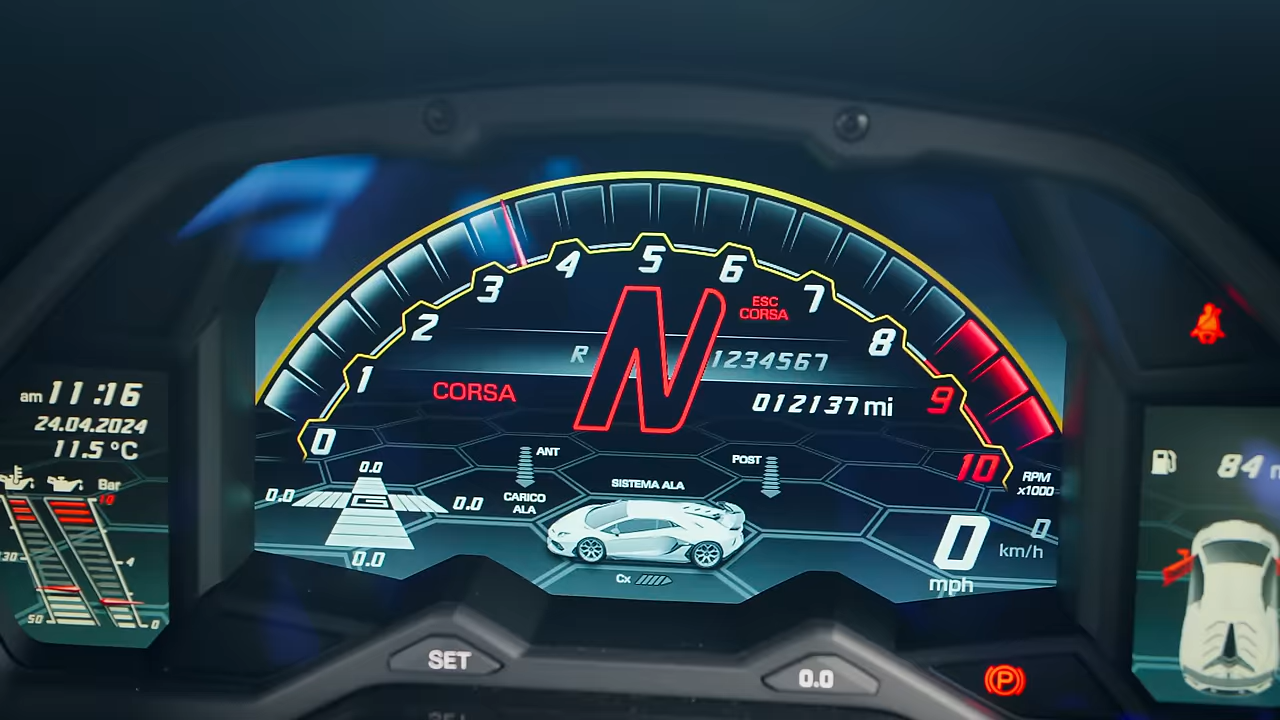 am 11:16
24.04.2024
11.5 °C
Bar
10
130
4
50
0
0
1
2
3
4
5
6
7
8
9
10
RPM
x1000
ESC
CORSA
R N 1234567
CORSA
012137 mi
0.0
0.0 G 0.0
0.0
ANT
CARICO
ALA
SISTEMA ALA
POST
Cx
0
km/h
0
mph
84
SET
0.0
P